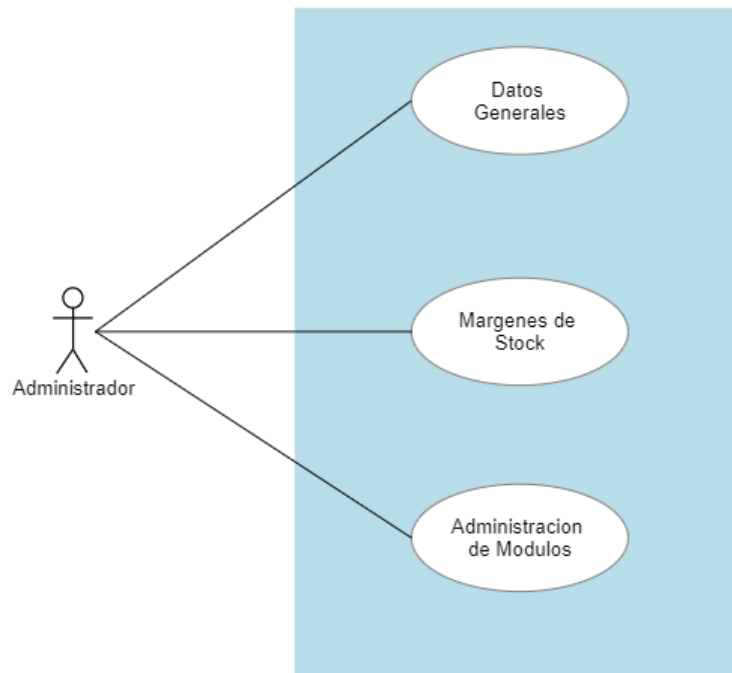 Datos
Generales
Margenes de
Stock
Administrador
Administracion
de Modulos